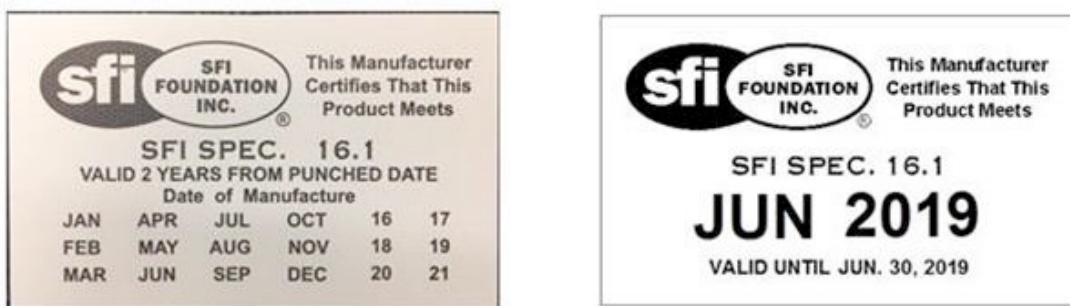 sfi
SFI
FOUNDATION
INC.
®
This Manufacturer
Certifies That This
Product Meets
SFI SPEC. 16.1
VALID 2 YEARS FROM PUNCHED DATE
Date of Manufacture
JAN APR JUL OCT 16 17
FEB MAY AUG NOV 18 19
MAR JUN SEP DEC 20 21
sfi
SFI
FOUNDATION
INC.
®
This Manufacturer
Certifies That This
Product Meets
SFI SPEC. 16.1
JUN 2019
VALID UNTIL JUN. 30, 2019